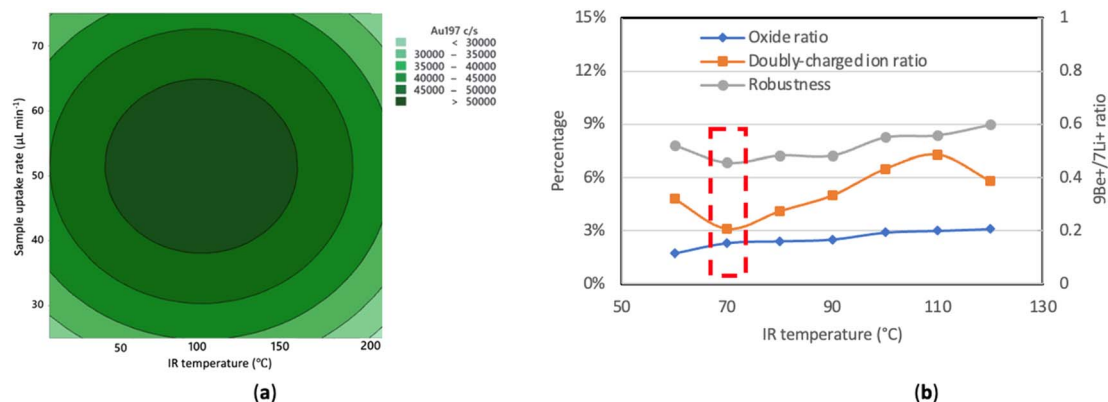 Au197 c/s
< 30000
30000 – 35000
35000 – 40000
40000 – 45000
45000 – 50000
> 50000
70
60
50
40
30
Sample uptake rate (µL min⁻¹)
50
100
150
200
IR temperature (°C)
(a)
15%
12%
9%
6%
3%
0%
Percentage
Oxide ratio
Doubly-charged ion ratio
Robustness
1
0.8
0.6
0.4
0.2
0
9Be+/7Li+ ratio
50
70
90
110
130
IR temperature (°C)
(b)